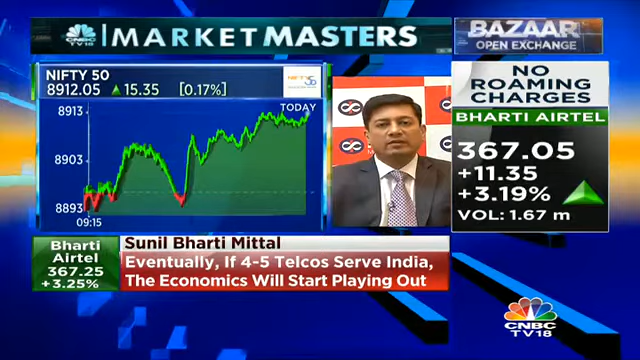 CNBC
TV18
MARKET MASTERS
BAZAAR
OPEN EXCHANGE
NIFTY 50
8912.05 ▲ 15.35 [0.17%]
TODAY
8913
8903
8893
09:15
NO
ROAMING
CHARGES
BHARTI AIRTEL
367.05
+11.35
+3.19%
VOL: 1.67 m
Bharti
Airtel
367.25
+3.25%
Sunil Bharti Mittal
Eventually, If 4-5 Telcos Serve India,
The Economics Will Start Playing Out
CNBC
TV18